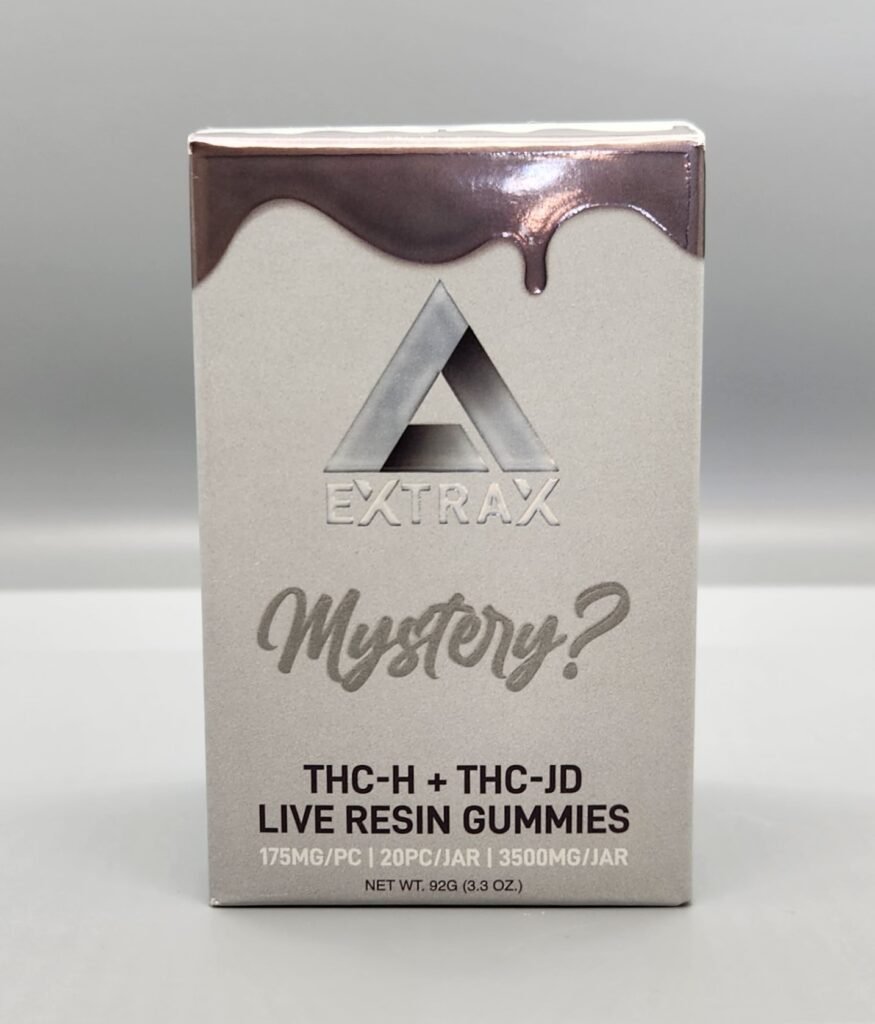 EXTRAX
Mystery?
THC-H + THC-JD
LIVE RESIN GUMMIES
175MG/PC | 20PC/JAR | 3500MG/JAR
NET WT. 92G (3.3 OZ.)